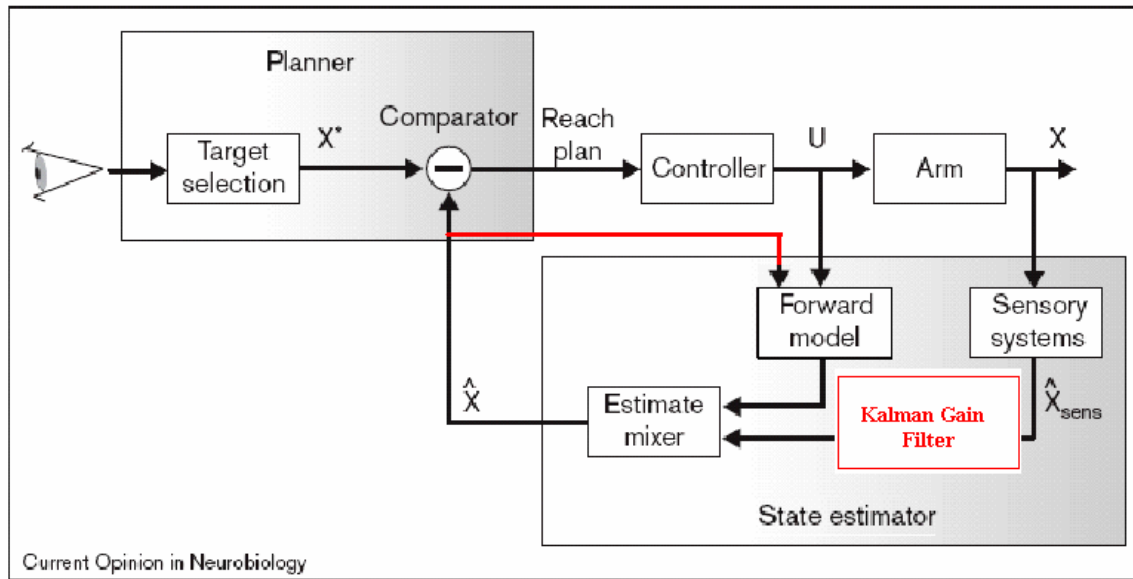 Planner
Comparator
Reach
plan
X*
U
X
Target
selection
Controller
Arm
Forward
model
Sensory
systems
X̂
Estimate
mixer
Kalman Gain
Filter
X̂sens
State estimator
Current Opinion in Neurobiology